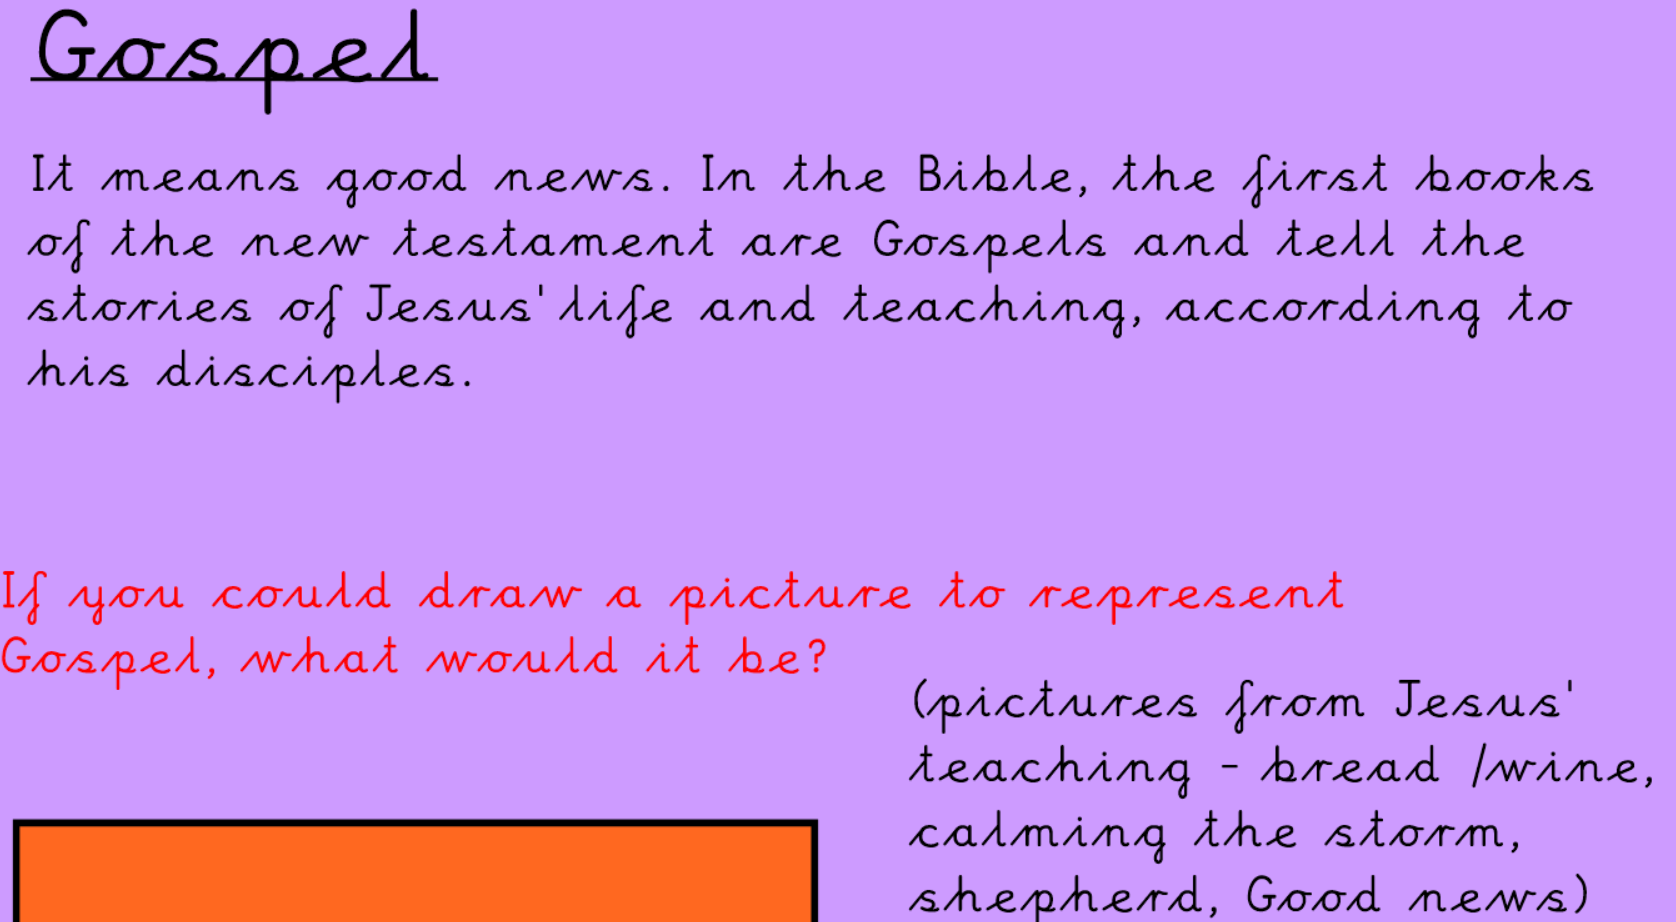 Gospel
It means good news. In the Bible, the first books
of the new testament are Gospels and tell the
stories of Jesus' life and teaching, according to
his disciples.
If you could draw a picture to represent
Gospel, what would it be?
(pictures from Jesus'
teaching - bread /wine,
calming the storm,
shepherd, Good news)